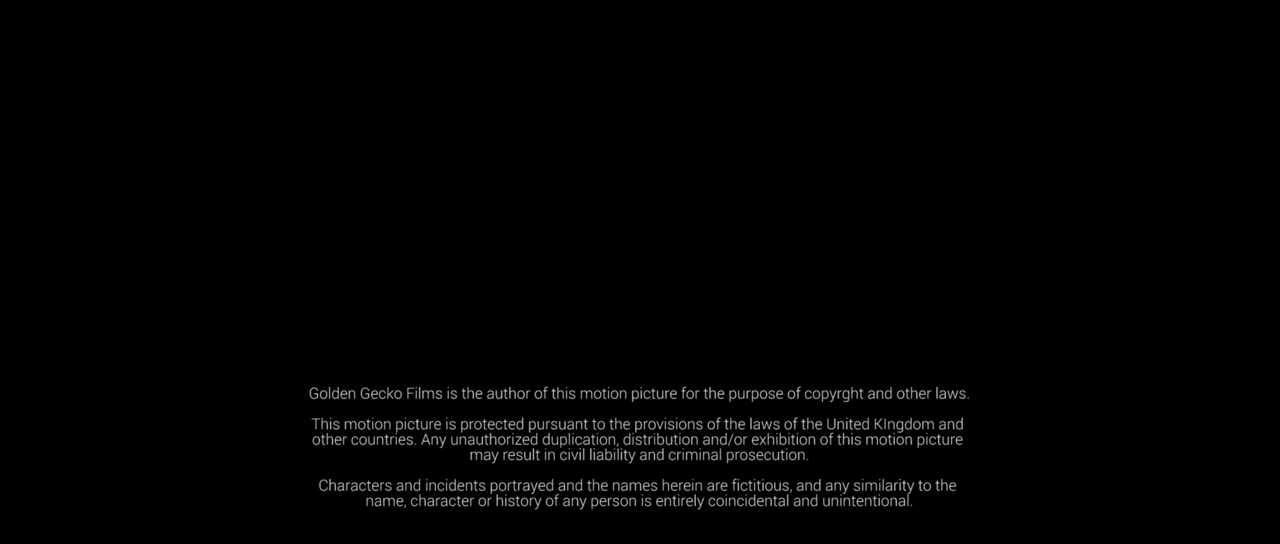 Golden Gecko Films is the author of this motion picture for the purpose of copyrght and other laws.
This motion picture is protected pursuant to the provisions of the laws of the United KIngdom and
other countries. Any unauthorized duplication, distribution and/or exhibition of this motion picture
may result in civil liability and criminal prosecution.
Characters and incidents portrayed and the names herein are fictitious, and any similarity to the
name, character or history of any person is entirely coincidental and unintentional.